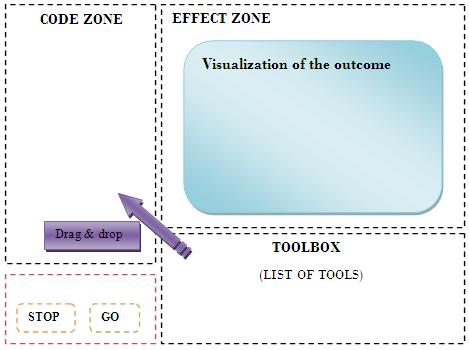 CODE ZONE
EFFECT ZONE
Visualization of the outcome
Drag & drop
TOOLBOX
(LIST OF TOOLS)
STOP
GO